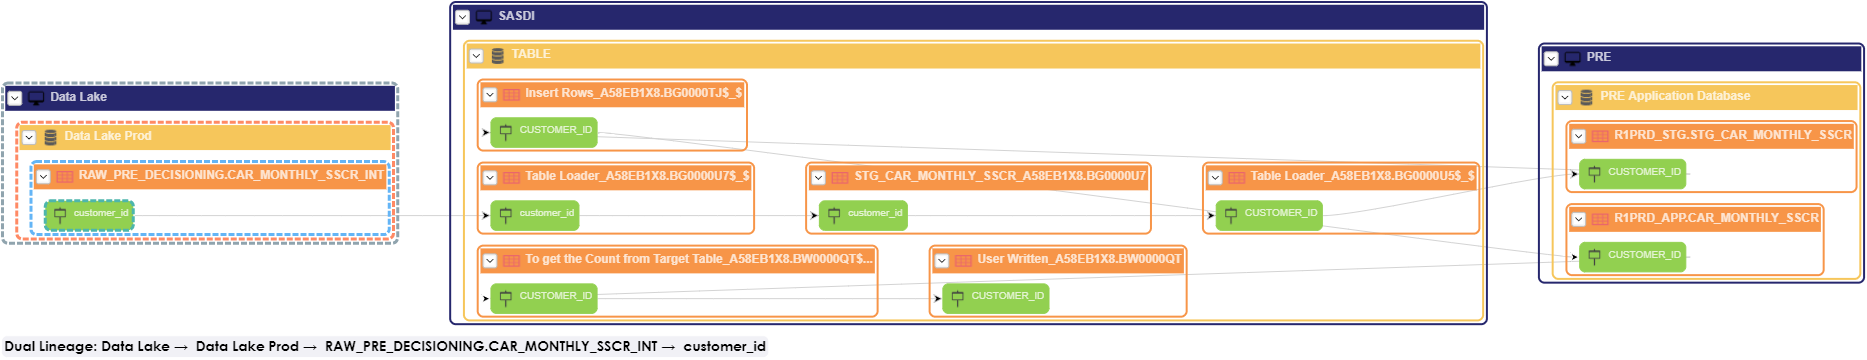 SASDI
TABLE
Insert Rows_A58EB1X8.BG0000TJ$_$
CUSTOMER_ID
Data Lake
Data Lake Prod
RAW_PRE_DECISIONING.CAR_MONTHLY_SSCR_INT
customer_id
Table Loader_A58EB1X8.BG0000U7$_$
customer_id
STG_CAR_MONTHLY_SSCR_A58EB1X8.BG0000U7
customer_id
Table Loader_A58EB1X8.BG0000U5$_$
CUSTOMER_ID
To get the Count from Target Table_A58EB1X8.BW0000QT$...
CUSTOMER_ID
User Written_A58EB1X8.BW0000QT
CUSTOMER_ID
PRE
PRE Application Database
R1PRD_STG.STG_CAR_MONTHLY_SSCR
CUSTOMER_ID
R1PRD_APP.CAR_MONTHLY_SSCR
CUSTOMER_ID
Dual Lineage: Data Lake → Data Lake Prod → RAW_PRE_DECISIONING.CAR_MONTHLY_SSCR_INT → customer_id